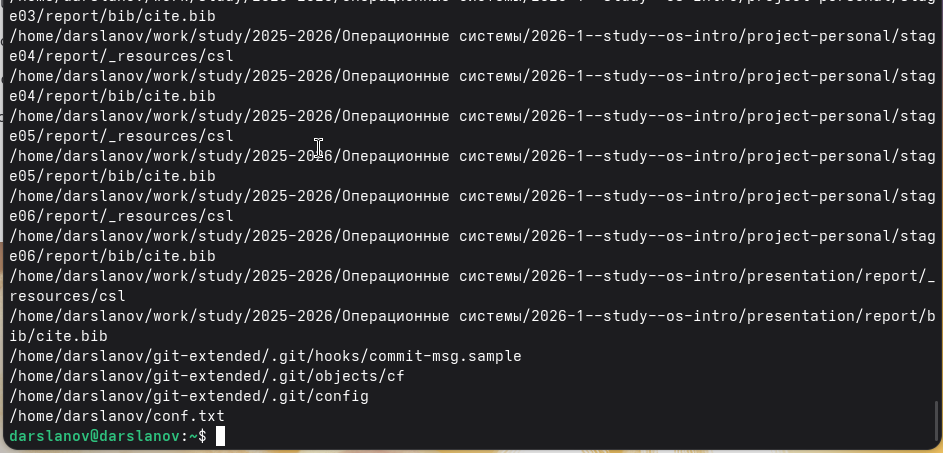 e03/report/bib/cite.bib
/home/darslanov/work/study/2025-2026/Операционные системы/2026-1--study--os-intro/project-personal/stag
e04/report/_resources/csl
/home/darslanov/work/study/2025-2026/Операционные системы/2026-1--study--os-intro/project-personal/stag
e04/report/bib/cite.bib
/home/darslanov/work/study/2025-2026/Операционные системы/2026-1--study--os-intro/project-personal/stag
e05/report/_resources/csl
/home/darslanov/work/study/2025-2026/Операционные системы/2026-1--study--os-intro/project-personal/stag
e05/report/bib/cite.bib
/home/darslanov/work/study/2025-2026/Операционные системы/2026-1--study--os-intro/project-personal/stag
e06/report/_resources/csl
/home/darslanov/work/study/2025-2026/Операционные системы/2026-1--study--os-intro/project-personal/stag
e06/report/bib/cite.bib
/home/darslanov/work/study/2025-2026/Операционные системы/2026-1--study--os-intro/presentation/report/_
resources/csl
/home/darslanov/work/study/2025-2026/Операционные системы/2026-1--study--os-intro/presentation/report/b
ib/cite.bib
/home/darslanov/git-extended/.git/hooks/commit-msg.sample
/home/darslanov/git-extended/.git/objects/cf
/home/darslanov/git-extended/.git/config
/home/darslanov/conf.txt
darslanov@darslanov:~$